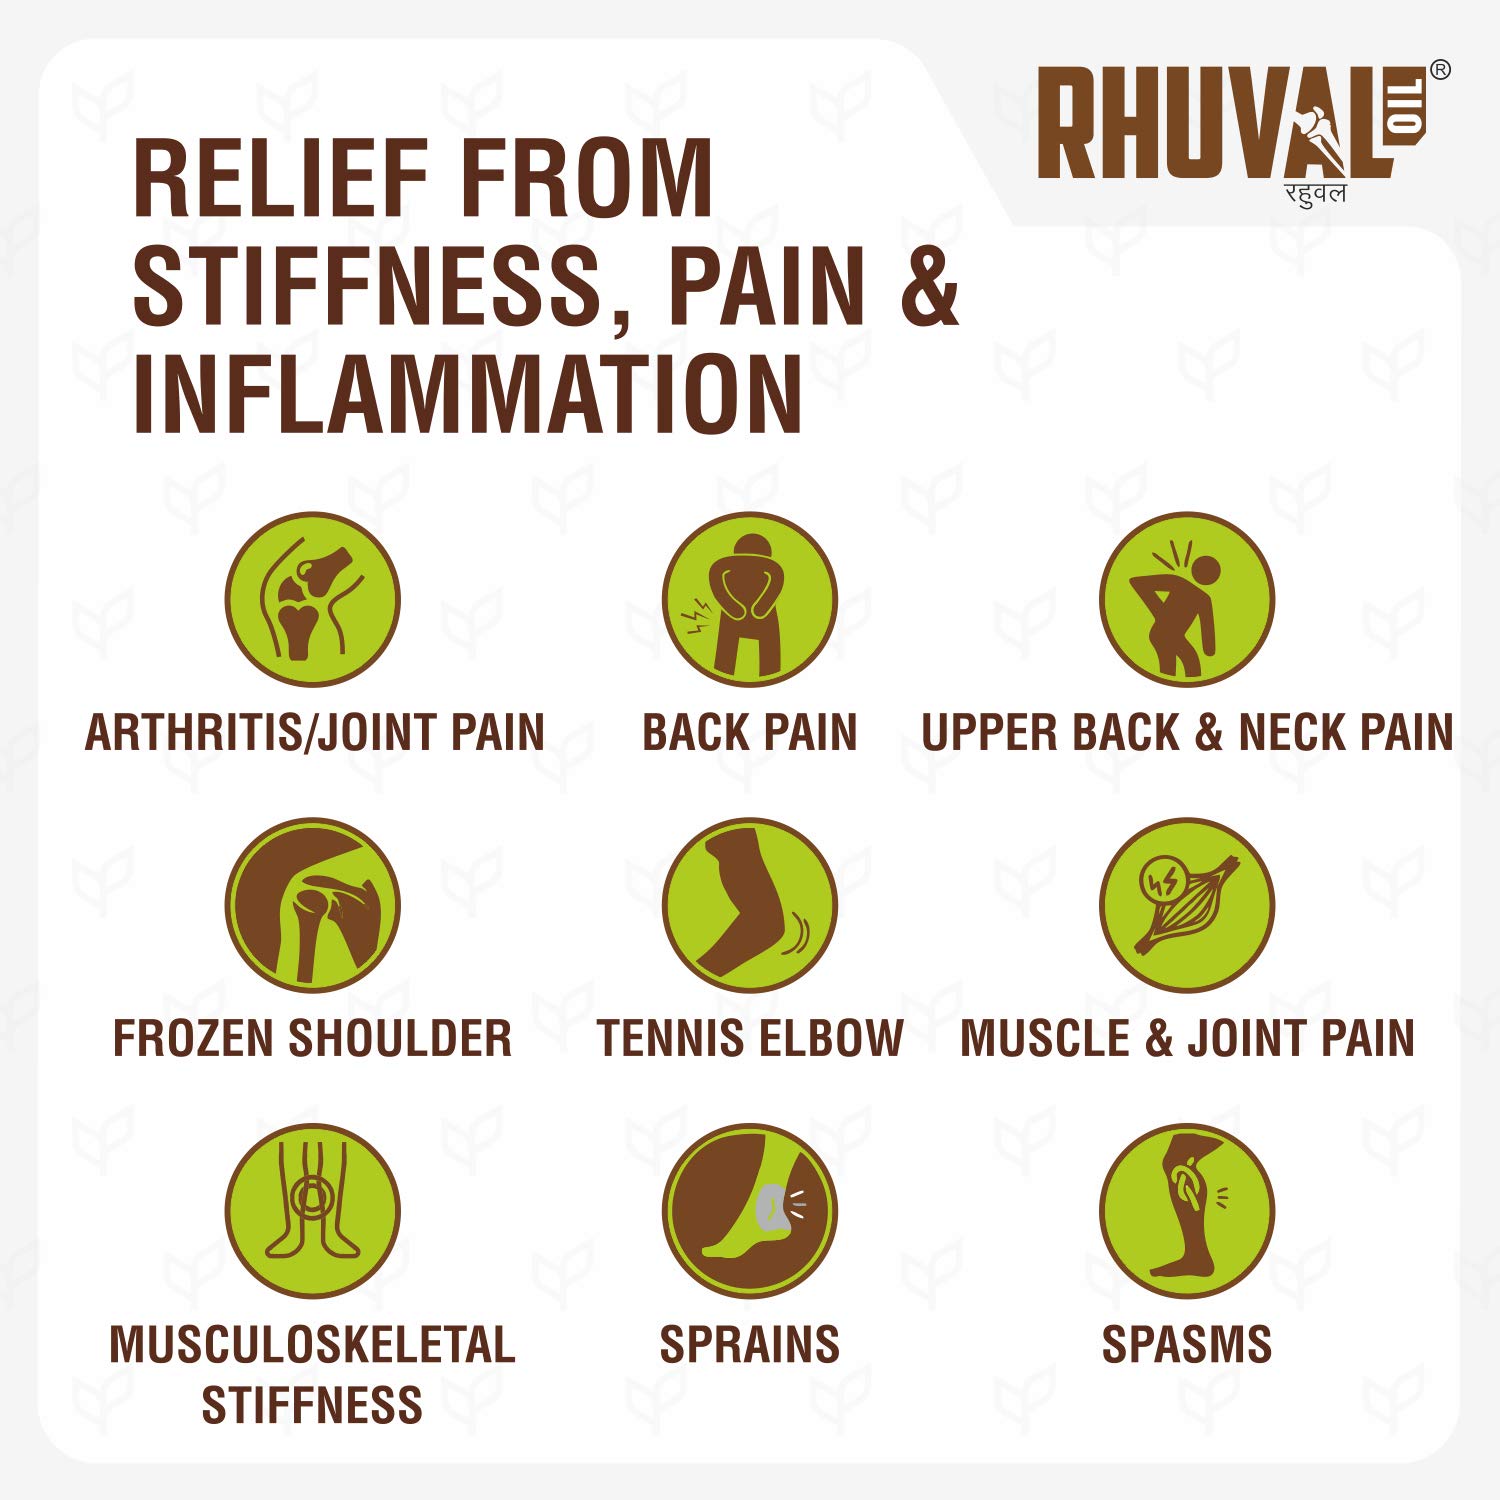 RHUVAL OIL®
रहुवल
RELIEF FROM
STIFFNESS, PAIN &
INFLAMMATION
ARTHRITIS/JOINT PAIN
BACK PAIN
UPPER BACK & NECK PAIN
FROZEN SHOULDER
TENNIS ELBOW
MUSCLE & JOINT PAIN
MUSCULOSKELETAL
STIFFNESS
SPRAINS
SPASMS